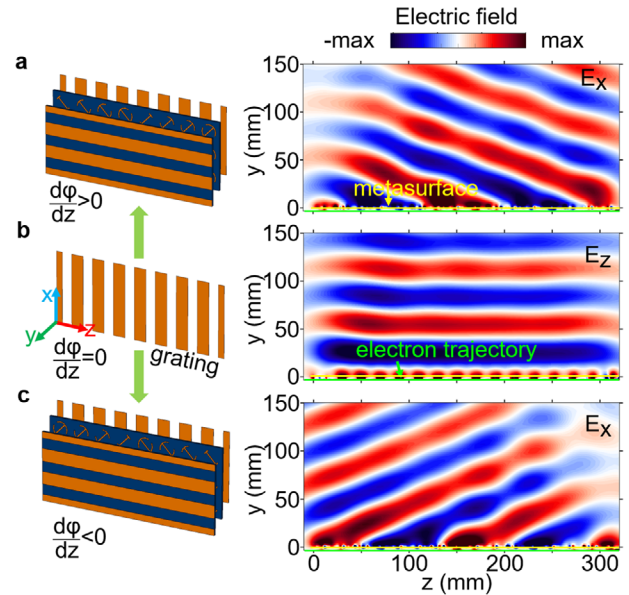 Electric field
-max
max
a
dφ
dz
>0
150
100
50
0
y (mm)
Ex
metasurface
b
x
y
z
dφ
dz
=0
grating
150
100
50
0
y (mm)
Ez
electron trajectory
c
dφ
dz
<0
150
100
50
0
y (mm)
Ex
0
100
200
300
z (mm)